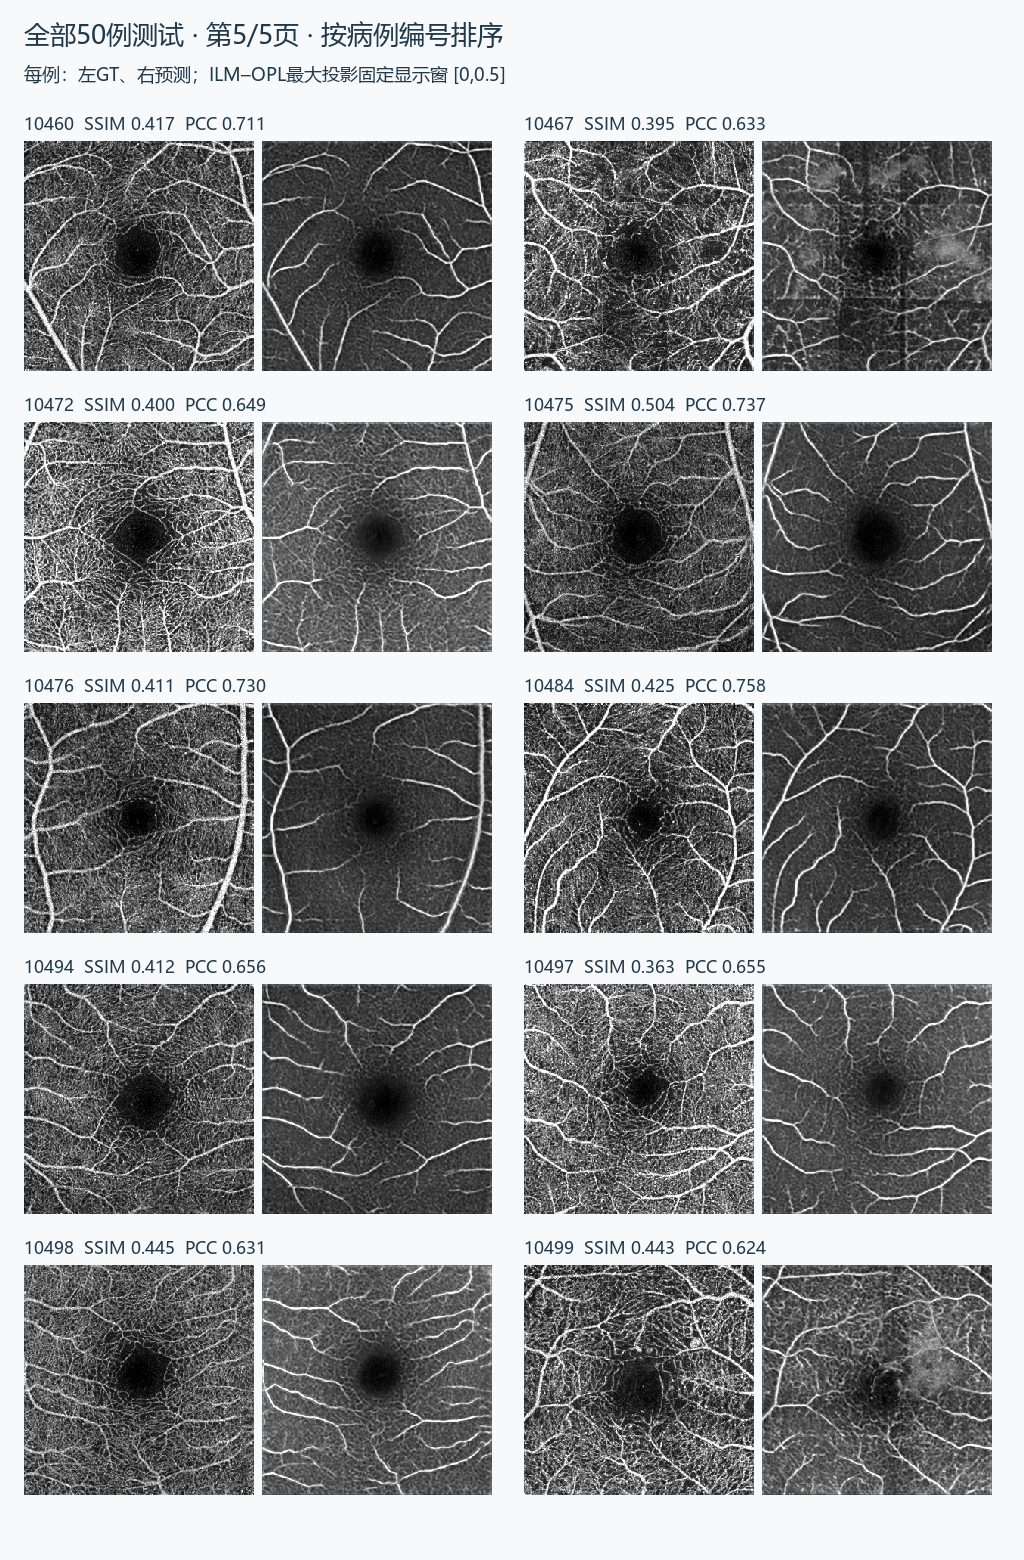 全部50例测试 · 第5/5页 · 按病例编号排序
每例：左GT、右预测；ILM–OPL最大投影固定显示窗 [0,0.5]
10460 SSIM 0.417 PCC 0.711
10467 SSIM 0.395 PCC 0.633
10472 SSIM 0.400 PCC 0.649
10475 SSIM 0.504 PCC 0.737
10476 SSIM 0.411 PCC 0.730
10484 SSIM 0.425 PCC 0.758
10494 SSIM 0.412 PCC 0.656
10497 SSIM 0.363 PCC 0.655
10498 SSIM 0.445 PCC 0.631
10499 SSIM 0.443 PCC 0.624